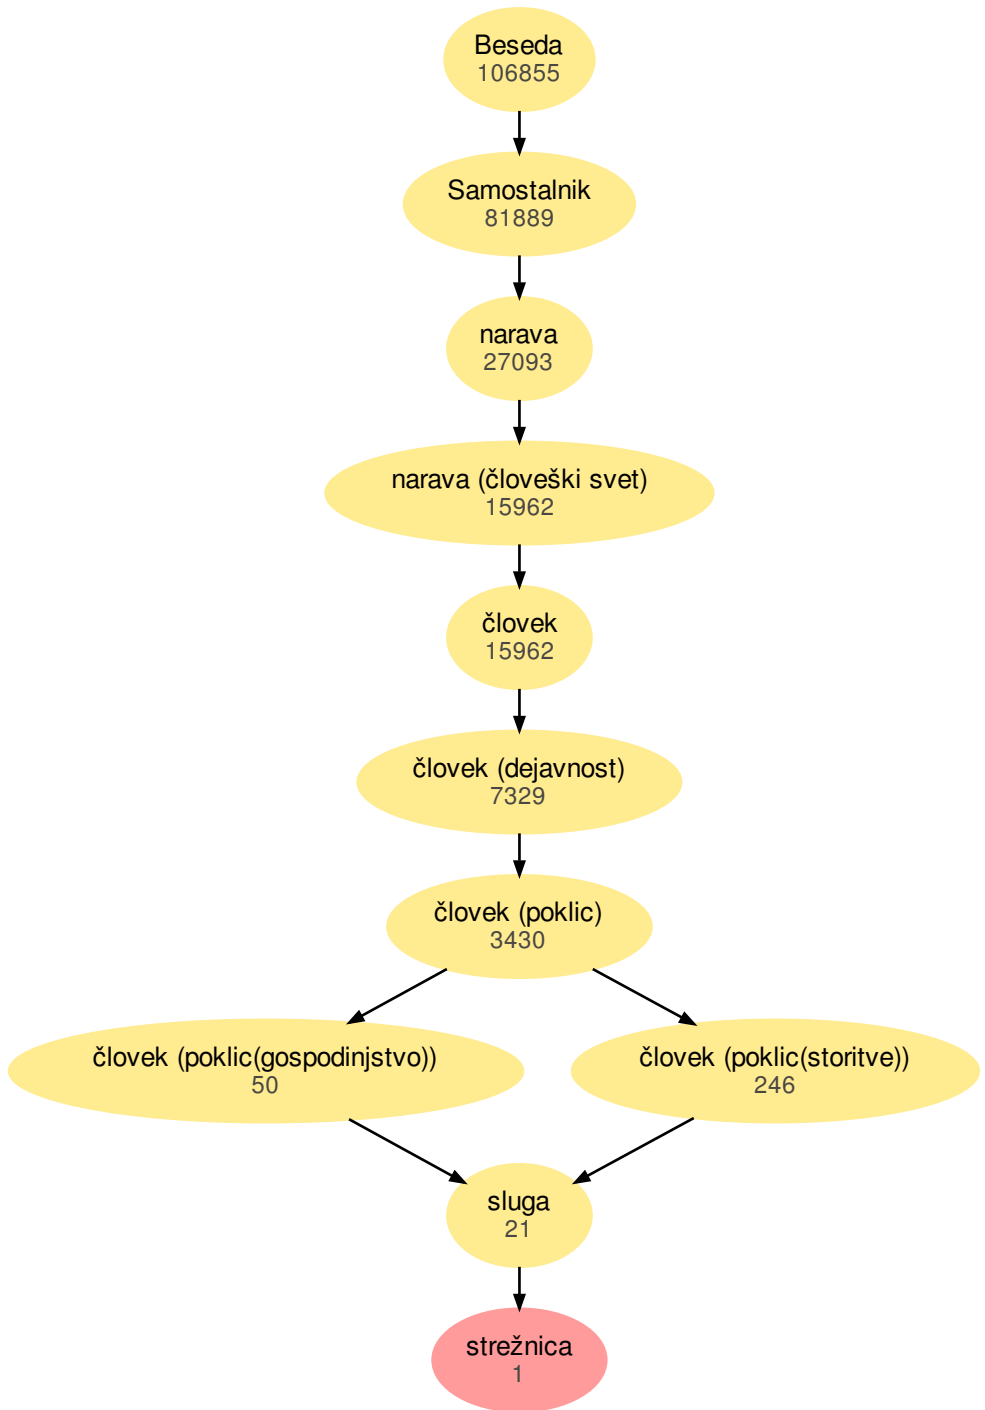 Beseda
106855
Samostalnik
81889
narava
27093
narava (človeški svet)
15962
človek
15962
človek (dejavnost)
7329
človek (poklic)
3430
človek (poklic(gospodinjstvo))
50
človek (poklic(storitve))
246
sluga
21
strežnica
1